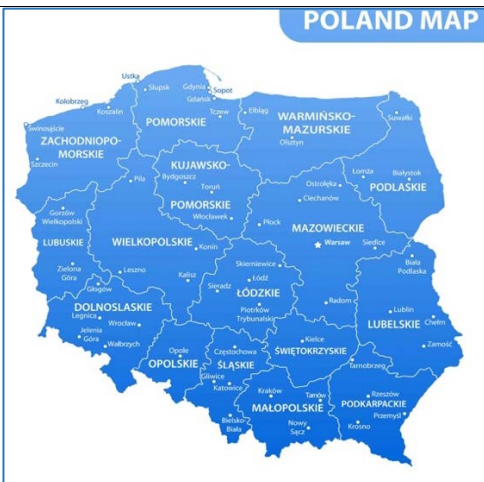 POLAND MAP
Ustka
Słupsk
Gdynia
Sopot
Gdańsk
Kołobrzeg
Koszalin
Tczew
Elbląg
Suwałki
POMORSKIE
WARMIŃSKO-
MAZURSKIE
Olsztyn
Świnoujście
ZACHODNIOPO-
MORSKIE
Szczecin
KUJAWSKO-
Bydgoszcz
Piła
Toruń
POMORSKIE
Włocławek
Łomża
Białystok
PODLASKIE
Ostrołęka
Ciechanów
Gorzów
Wielkopolski
LUBUSKIE
Zielona
Góra
WIELKOPOLSKIE
Konin
Leszno
Kalisz
Płock
MAZOWIECKIE
Warsaw
Siedlce
Biała
Podlaska
Skierniewice
Łódź
Sieradz
ŁÓDZKIE
Piotrków
Trybunalski
Radom
Głogów
DOLNOSLASKIE
Legnica
Wrocław
Jelenia
Góra
Wałbrzych
Lublin
LUBELSKIE
Chełm
Zamość
Opole
OPOLSKIE
Częstochowa
ŚLĄSKIE
Gliwice
Katowice
Kielce
ŚWIĘTOKRZYSKIE
Tarnobrzeg
Kraków
MAŁOPOLSKIE
Bielsko-
Biała
Nowy
Sącz
Rzeszów
PODKARPACKIE
Przemyśl
Krosno